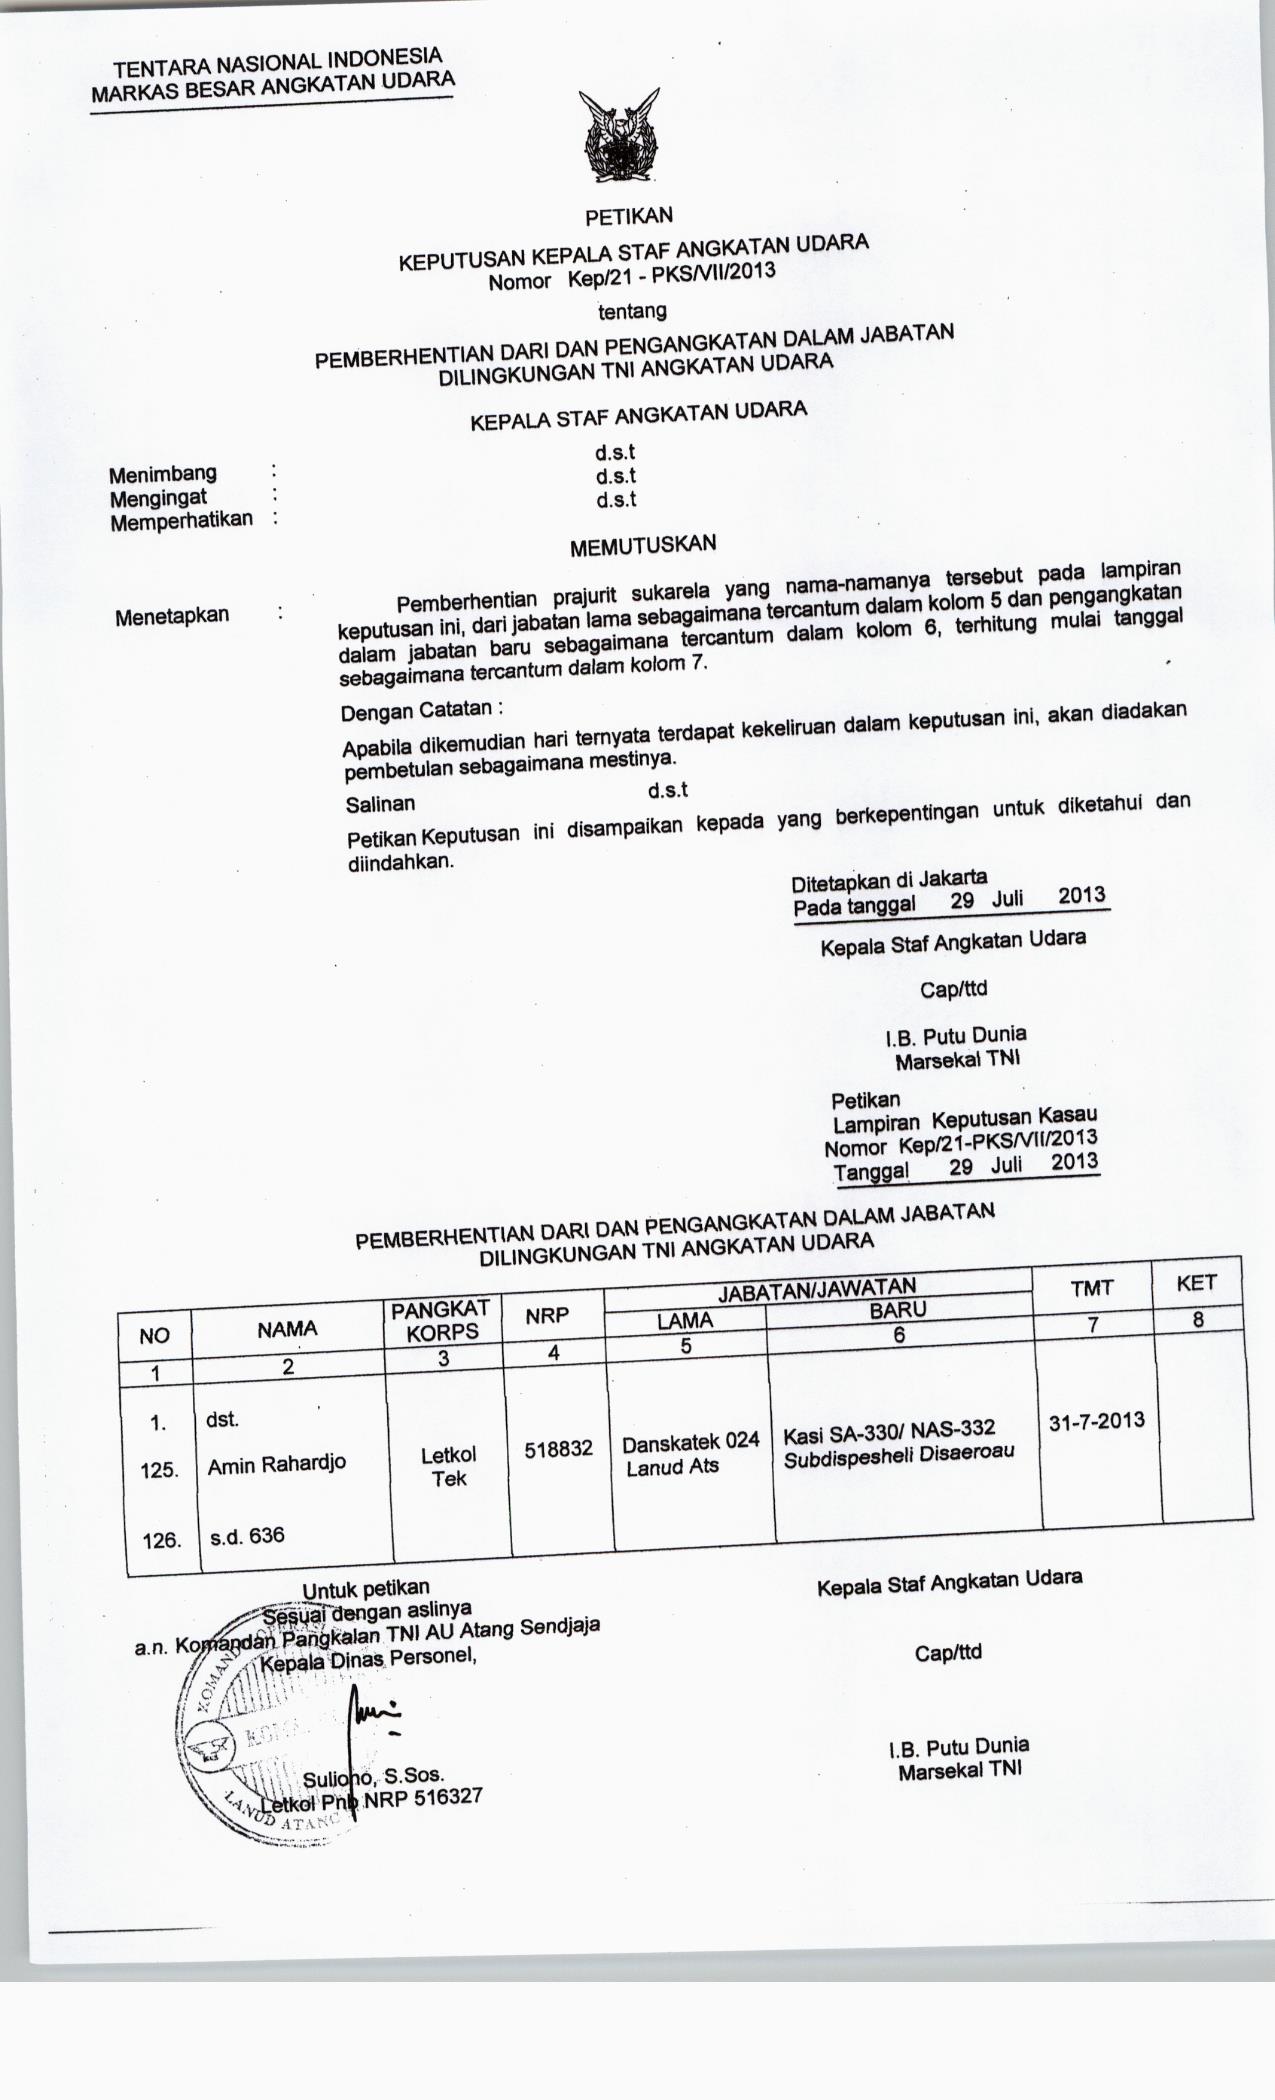 TENTARA NASIONAL INDONESIA
MARKAS BESAR ANGKATAN UDARA
PETIKAN
KEPUTUSAN KEPALA STAF ANGKATAN UDARA
Nomor Kep/21 - PKS/VII/2013
tentang
PEMBERHENTIAN DARI DAN PENGANGKATAN DALAM JABATAN
DILINGKUNGAN TNI ANGKATAN UDARA
KEPALA STAF ANGKATAN UDARA
Menimbang : d.s.t
Mengingat : d.s.t
Memperhatikan : d.s.t
MEMUTUSKAN
Menetapkan : Pemberhentian prajurit sukarela yang nama-namanya tersebut pada lampiran
keputusan ini, dari jabatan lama sebagaimana tercantum dalam kolom 5 dan pengangkatan
dalam jabatan baru sebagaimana tercantum dalam kolom 6, terhitung mulai tanggal
sebagaimana tercantum dalam kolom 7.
Dengan Catatan :
Apabila dikemudian hari ternyata terdapat kekeliruan dalam keputusan ini, akan diadakan
pembetulan sebagaimana mestinya.
Salinan d.s.t
Petikan Keputusan ini disampaikan kepada yang berkepentingan untuk diketahui dan
diindahkan.
Ditetapkan di Jakarta
Pada tanggal 29 Juli 2013
Kepala Staf Angkatan Udara
Cap/ttd
I.B. Putu Dunia
Marsekal TNI
Petikan
Lampiran Keputusan Kasau
Nomor Kep/21-PKS/VII/2013
Tanggal 29 Juli 2013
PEMBERHENTIAN DARI DAN PENGANGKATAN DALAM JABATAN
DILINGKUNGAN TNI ANGKATAN UDARA
NO NAMA PANGKAT KORPS NRP JABATAN/JAWATAN TMT KET
LAMA BARU
1 2 3 4 5 6 7 8
1. dst.
125. Amin Rahardjo Letkol 518832 Danskatek 024 Kasi SA-330/ NAS-332 31-7-2013
Tek Lanud Ats Subdispesheli Disaeroau
126. s.d. 636
Untuk petikan
Sesuai dengan aslinya
a.n. Komandan Pangkalan TNI AU Atang Sendjaja
Kepala Dinas Personel,
KOMANDO OPERASI
LANUD ATANG
Suliono, S.Sos.
Letkol Pnb NRP 516327
Kepala Staf Angkatan Udara
Cap/ttd
I.B. Putu Dunia
Marsekal TNI